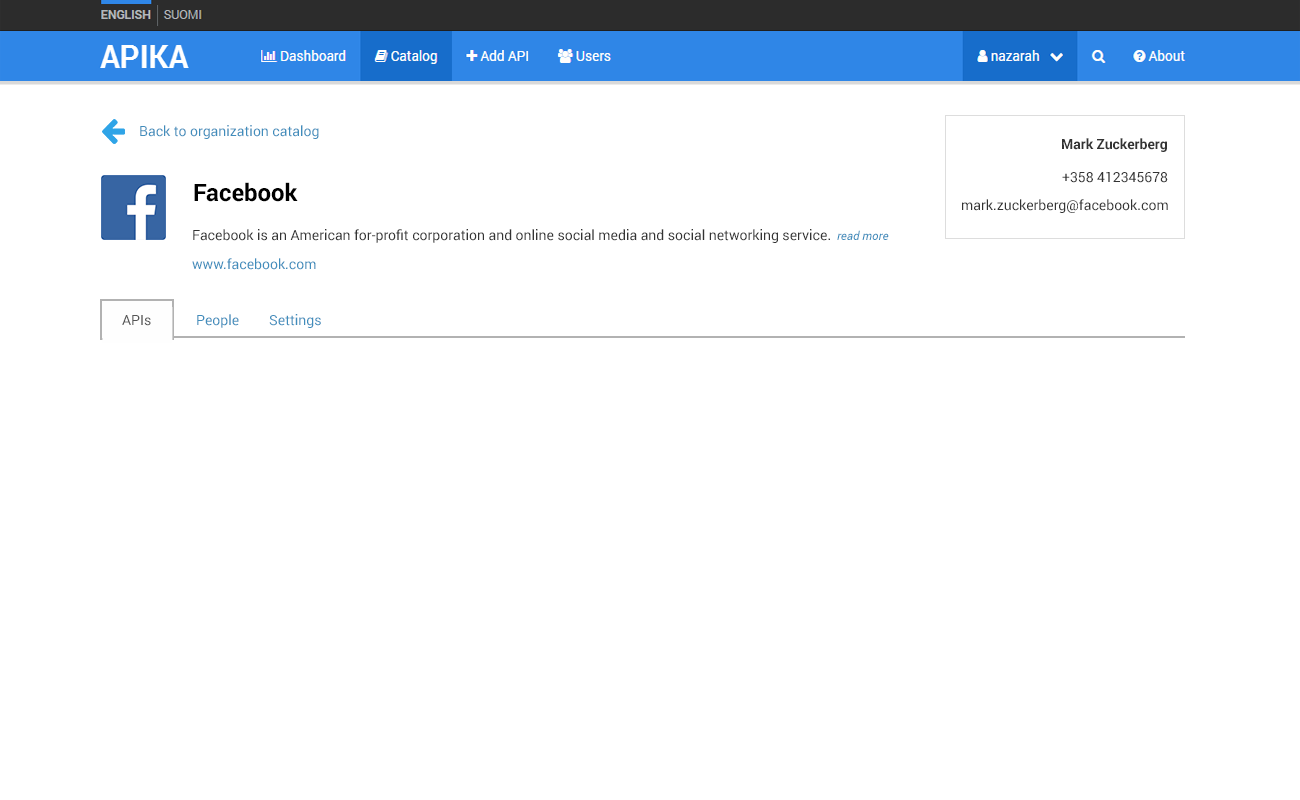 ENGLISH SUOMI
APIKA Dashboard Catalog Add API Users nazarah About
Back to organization catalog
Mark Zuckerberg
+358 412345678
mark.zuckerberg@facebook.com
Facebook
Facebook is an American for-profit corporation and online social media and social networking service. read more
www.facebook.com
APIs People Settings